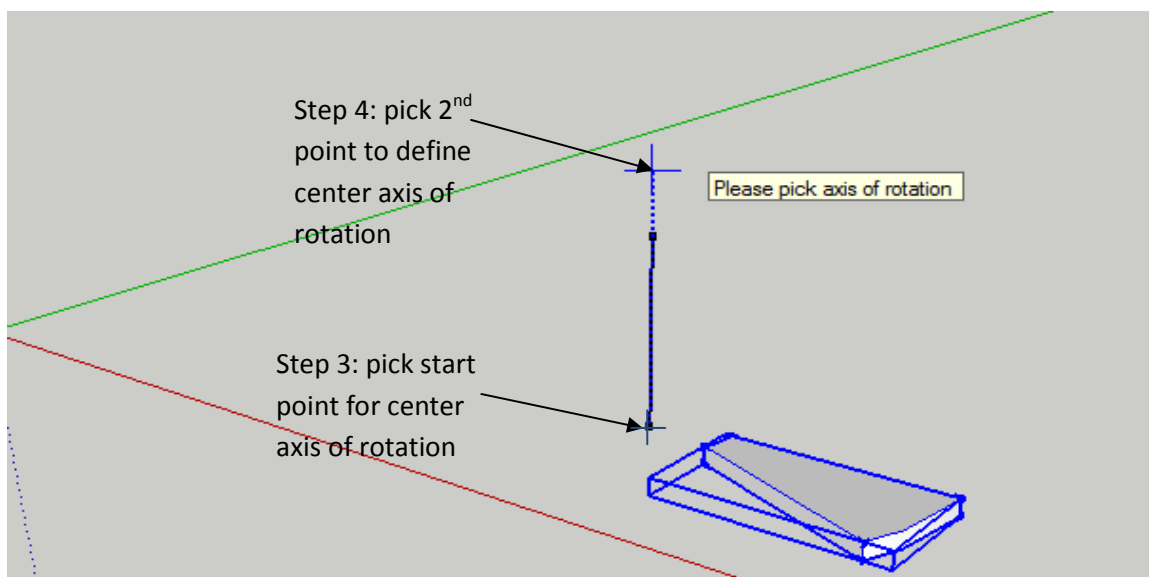 Step 4: pick 2nd
point to define
center axis of
rotation
Please pick axis of rotation
Step 3: pick start
point for center
axis of rotation